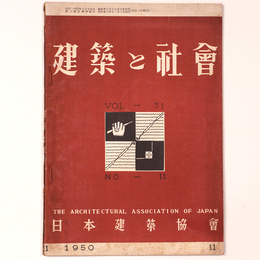 建築と社會
VOL － 31
NO － 11
THE ARCHITECTURAL ASSOCIATION OF JAPAN
日本建築協會
1 1950 11